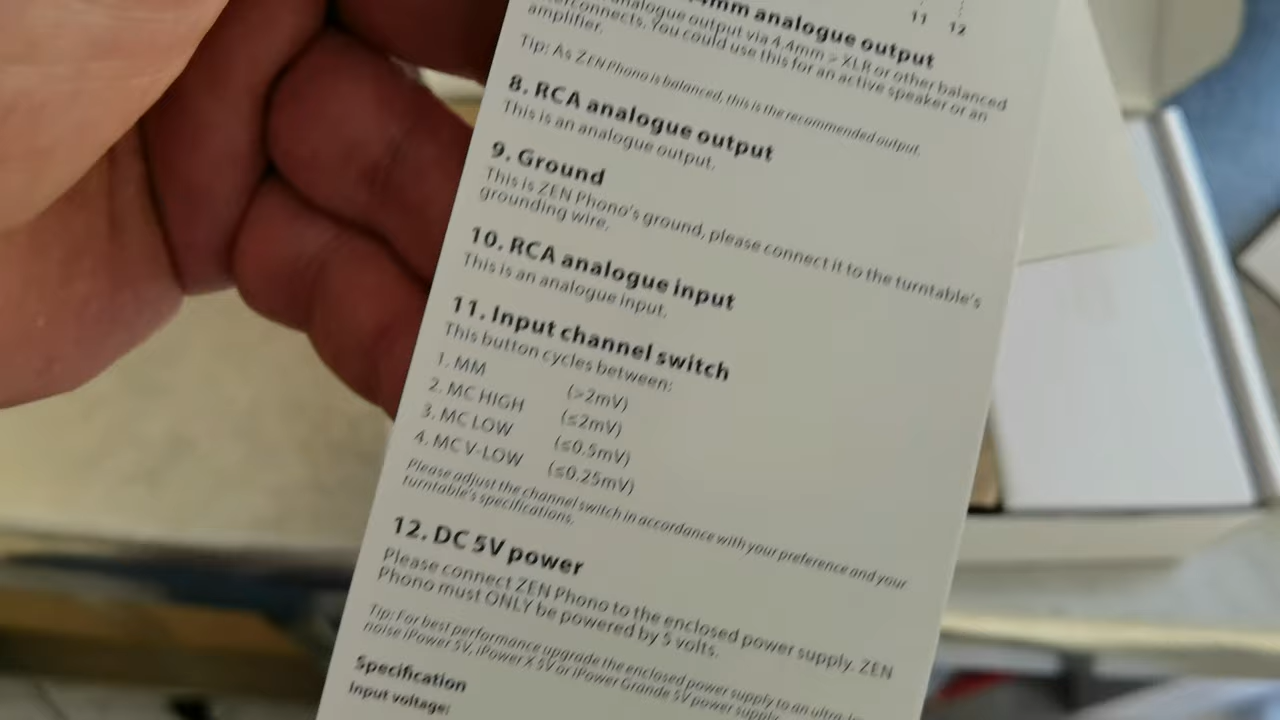 11 12
4mm analogue output
analogue output via 4.4mm > XLR or other balanced
You could use this for an active speaker or an
amplifier.
Tip: As ZEN Phono is balanced, this is the recommended output.
8. RCA analogue output
This is an analogue output.
9. Ground
This is ZEN Phono's ground, please connect it to the turntable's
grounding wire.
10. RCA analogue input
This is an analogue input.
11. Input channel switch
This button cycles between:
1. MM (>2mV)
2. MC HIGH (≤2mV)
3. MC LOW (≤0.5mV)
4. MC V-LOW (≤0.25mV)
Please adjust the channel switch in accordance with your preference and your
turntable's specifications.
12. DC 5V power
Please connect ZEN Phono to the enclosed power supply. ZEN
Phono must ONLY be powered by 5 volts.
Tip: For best performance upgrade the enclosed power supply to an
noise iPower 5V, iPower X 5V or iPower Grande 5V power supply
Specification
Input voltage: